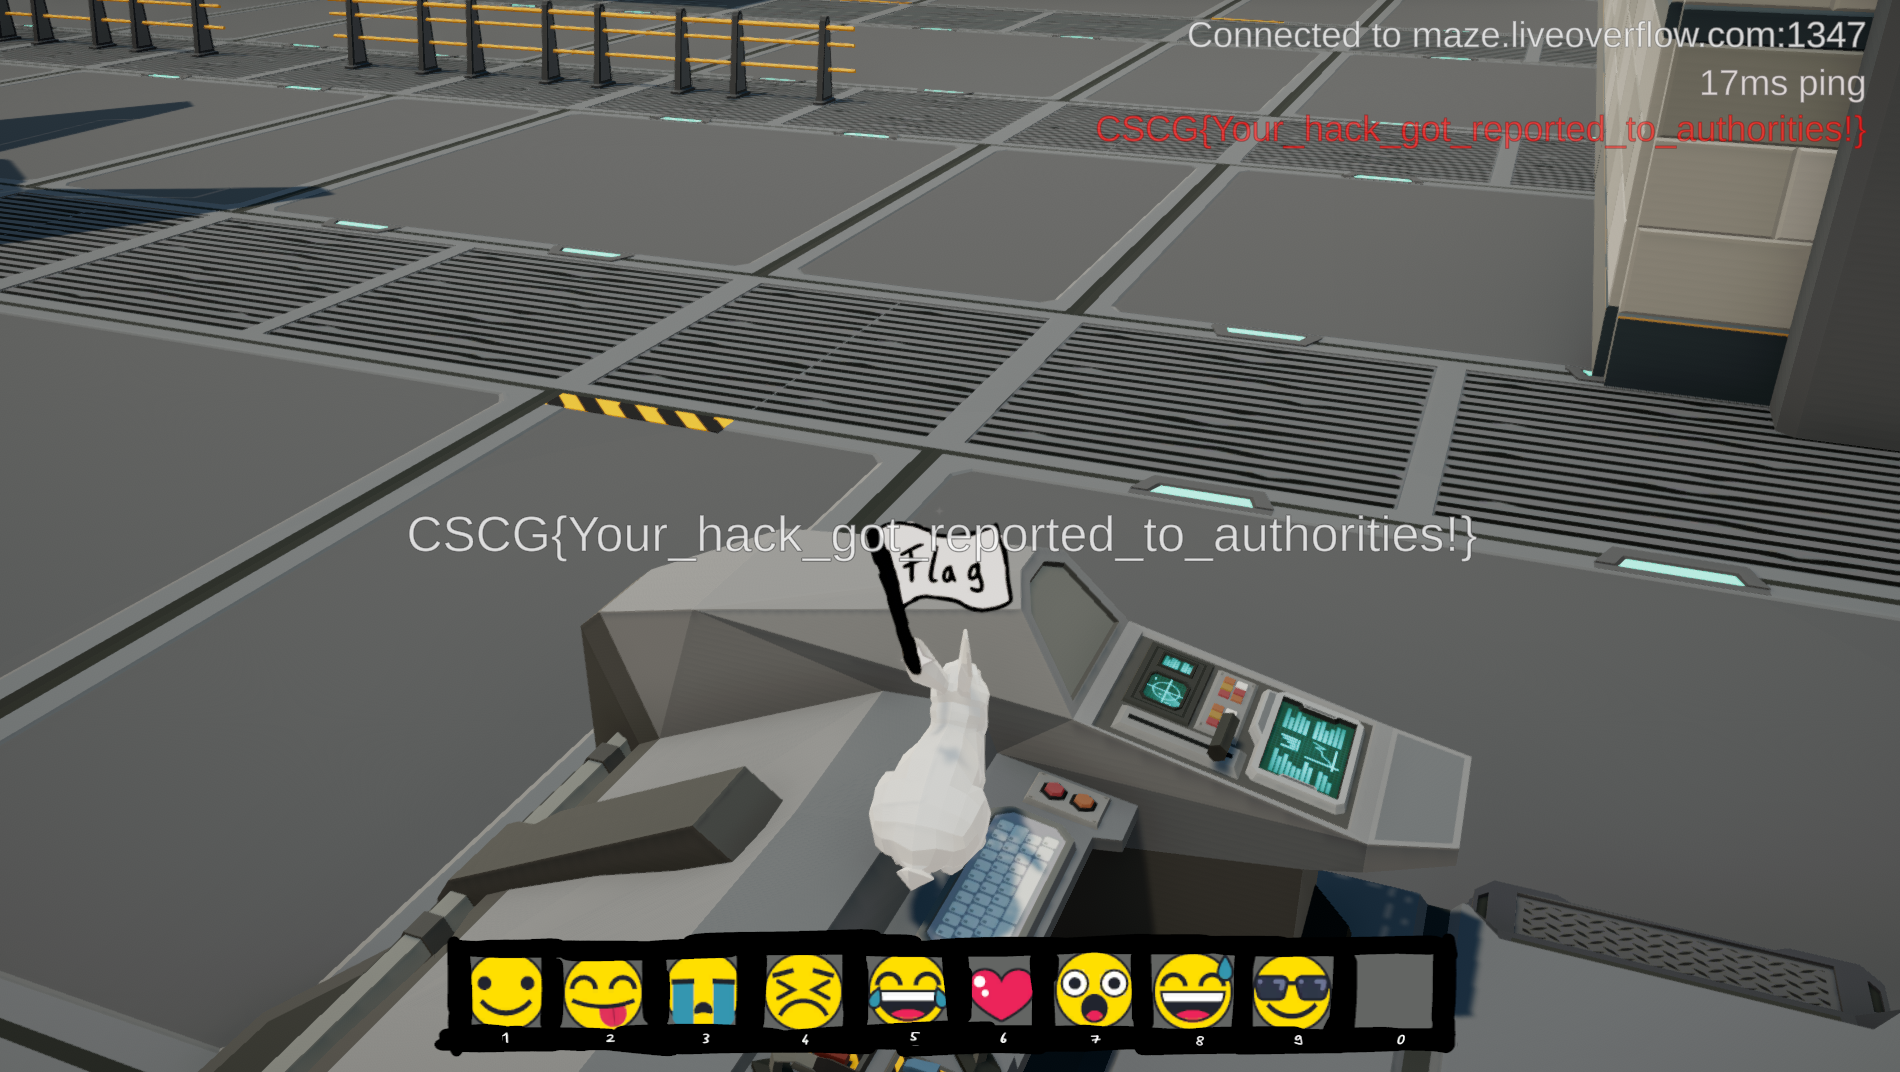 Connected to maze.liveoverflow.com:1347
17ms ping
CSCG{Your_hack_got_reported_to_authorities!}
CSCG{Your_hack_got_reported_to_authorities!}
Flag
1 2 3 4 5 6 7 8 9 0